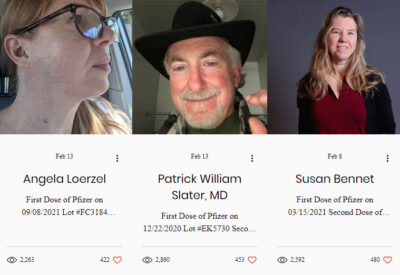 Feb 13
Angela Loerzel
First Dose of Pfizer on
09/08/2021 Lot #FC3184…
2,263
422
Feb 13
Patrick William
Slater, MD
First Dose of Pfizer on
12/22/2020 Lot #EK5730 Seco…
2,860
453
Feb 8
Susan Bennet
First Dose of Pfizer on
03/15/2021 Second Dose of…
2,592
480